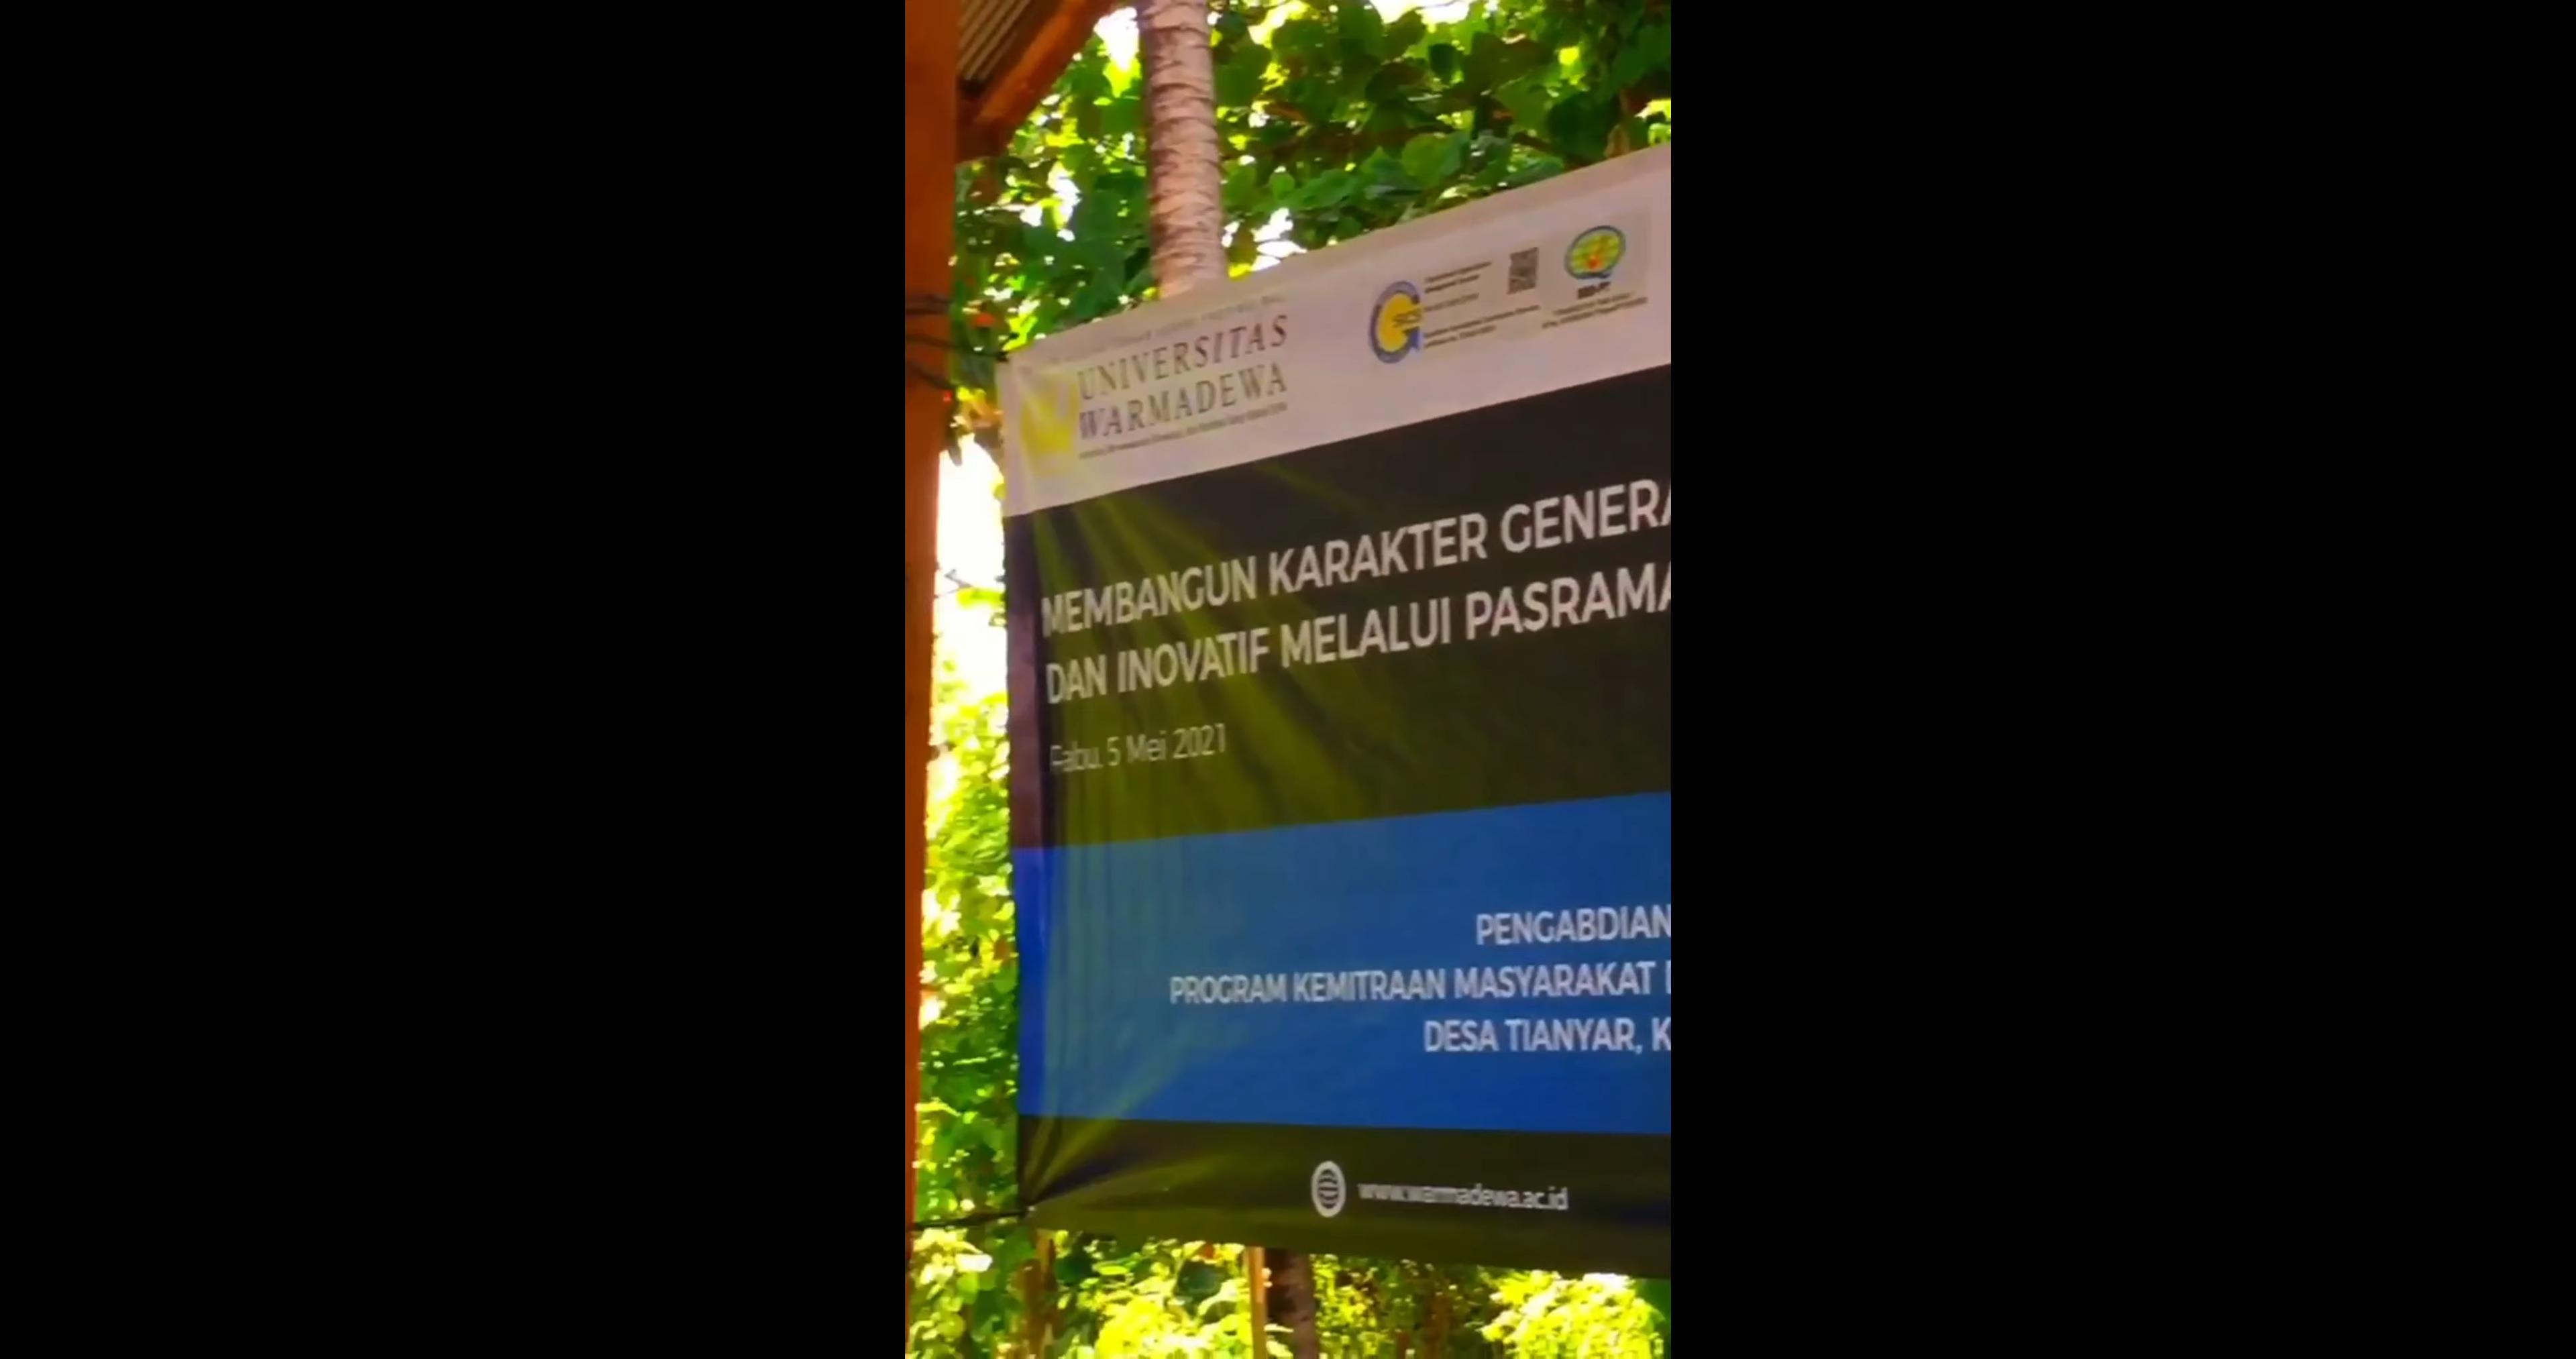 UNIVERSITAS
WARMADEWA
MEMBANGUN KARAKTER GENERA
DAN INOVATIF MELALUI PASRAMA
Rabu, 5 Mei 2021
PENGABDIAN
PROGRAM KEMITRAAN MASYARAKAT
DESA TIANYAR, K
www.warmadewa.ac.id